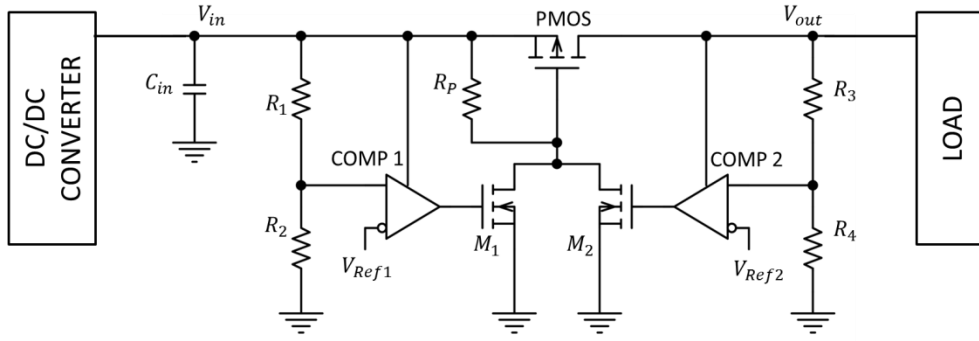 V_in
PMOS
V_out
DC/DC
CONVERTER
C_in
R_1
R_P
R_3
LOAD
COMP 1
COMP 2
R_2
V_Ref1
M_1
M_2
V_Ref2
R_4